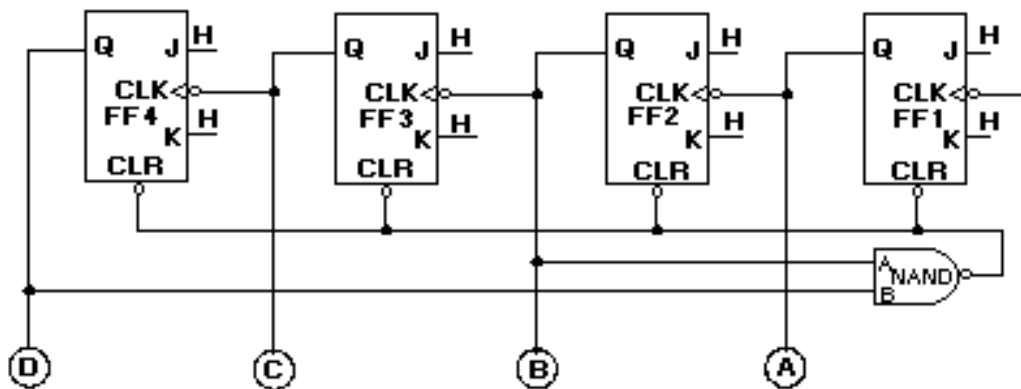 Q J H
CLK
FF4
K H
CLR
Q J H
CLK
FF3
K H
CLR
Q J H
CLK
FF2
K H
CLR
Q J H
CLK
FF1
K H
CLR
A
NAND
B
D C B A